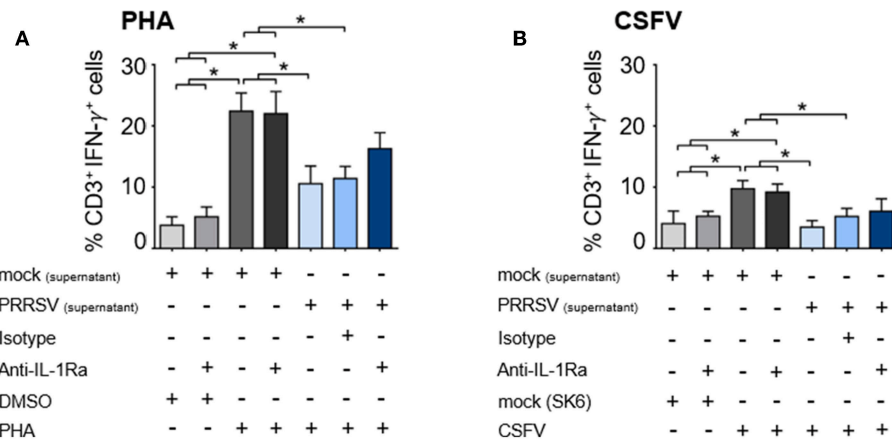 A
PHA
% CD3+ IFN-γ+ cells
30
20
10
0
*
*
*
*
mock (supernatant) + + + + - - -
PRRSV (supernatant) - - - - + + +
Isotype - - - - - + -
Anti-IL-1Ra - + - + - - +
DMSO + + - - - - -
PHA - - + + + + +
B
CSFV
% CD3+ IFN-γ+ cells
30
20
10
0
*
*
*
*
mock (supernatant) + + + + - - -
PRRSV (supernatant) - - - - + + +
Isotype - - - - - + -
Anti-IL-1Ra - + - + - - +
mock (SK6) + + - - - - -
CSFV - - + + + + +